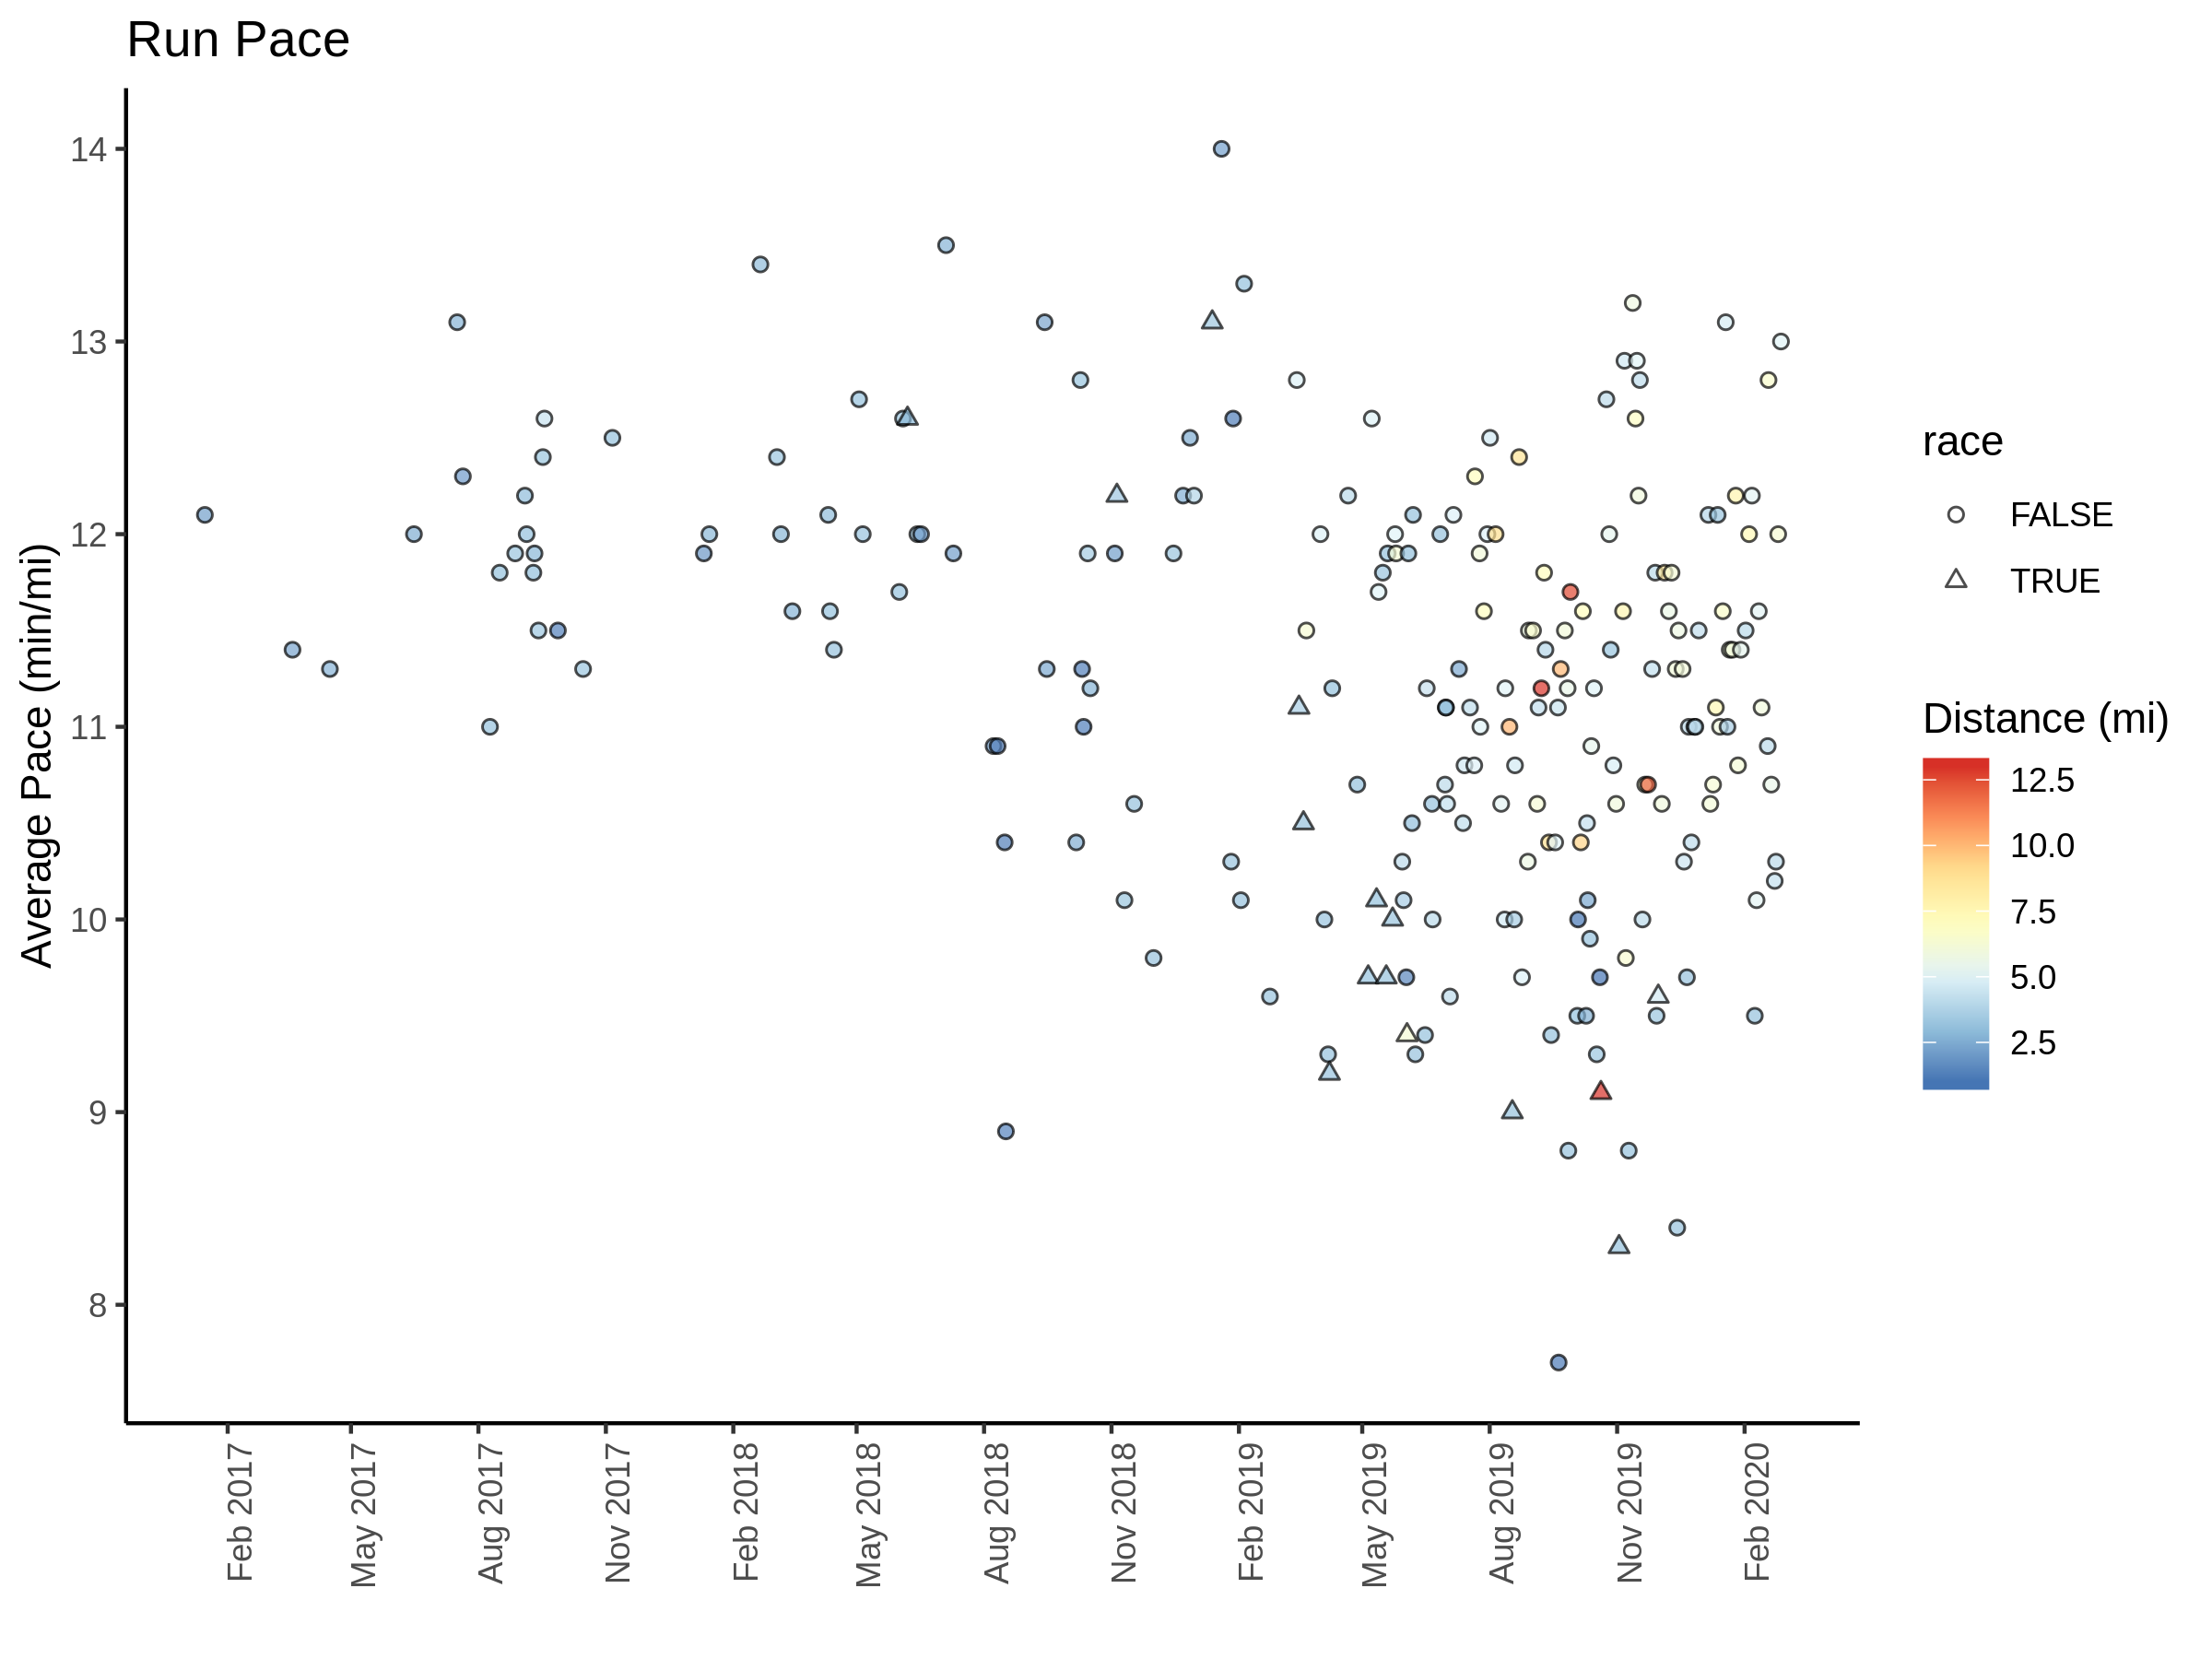 Run Pace
Average Pace (min/mi)
14
13
12
11
10
9
8
Feb 2017
May 2017
Aug 2017
Nov 2017
Feb 2018
May 2018
Aug 2018
Nov 2018
Feb 2019
May 2019
Aug 2019
Nov 2019
Feb 2020
race
FALSE
TRUE
Distance (mi)
12.5
10.0
7.5
5.0
2.5